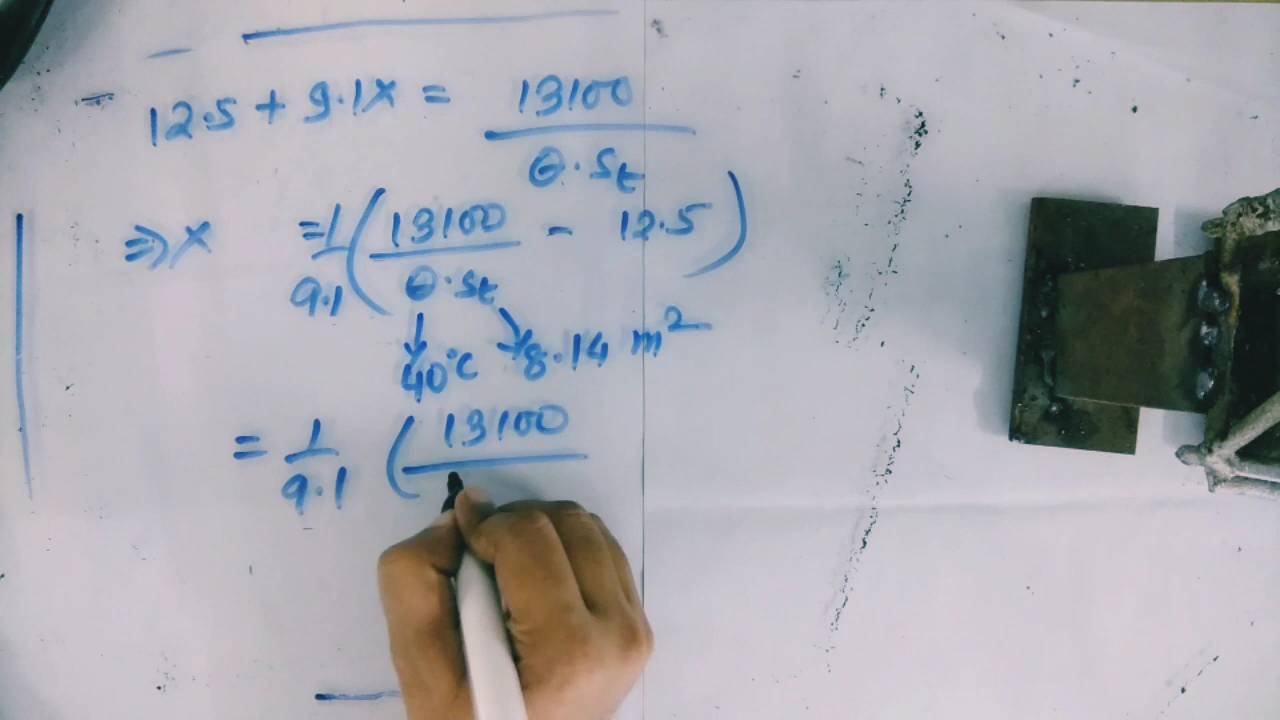 12.5 + 9.1x = 13100
θ.St
=> x = 1/9.1 ( 13100 / θ.St - 12.5 )
40°C 8.14 m²
= 1/9.1 ( 13100